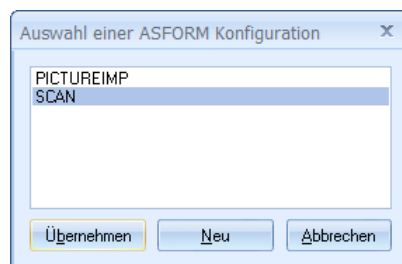 Auswahl einer ASFORM Konfiguration x
PICTUREIMP
SCAN
Übernehmen Neu Abbrechen